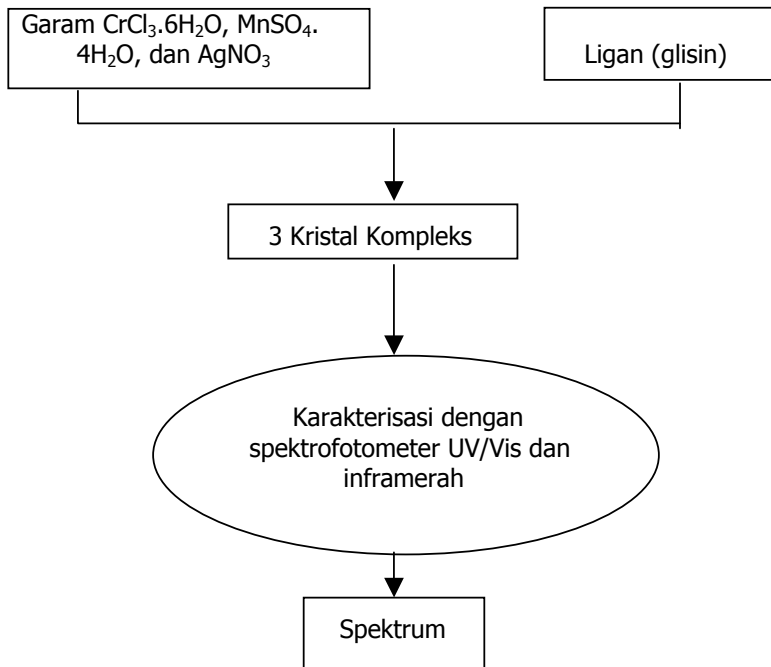 Garam CrCl₃.6H₂O, MnSO₄.
4H₂O, dan AgNO₃
Ligan (glisin)
3 Kristal Kompleks
Karakterisasi dengan
spektrofotometer UV/Vis dan
inframerah
Spektrum